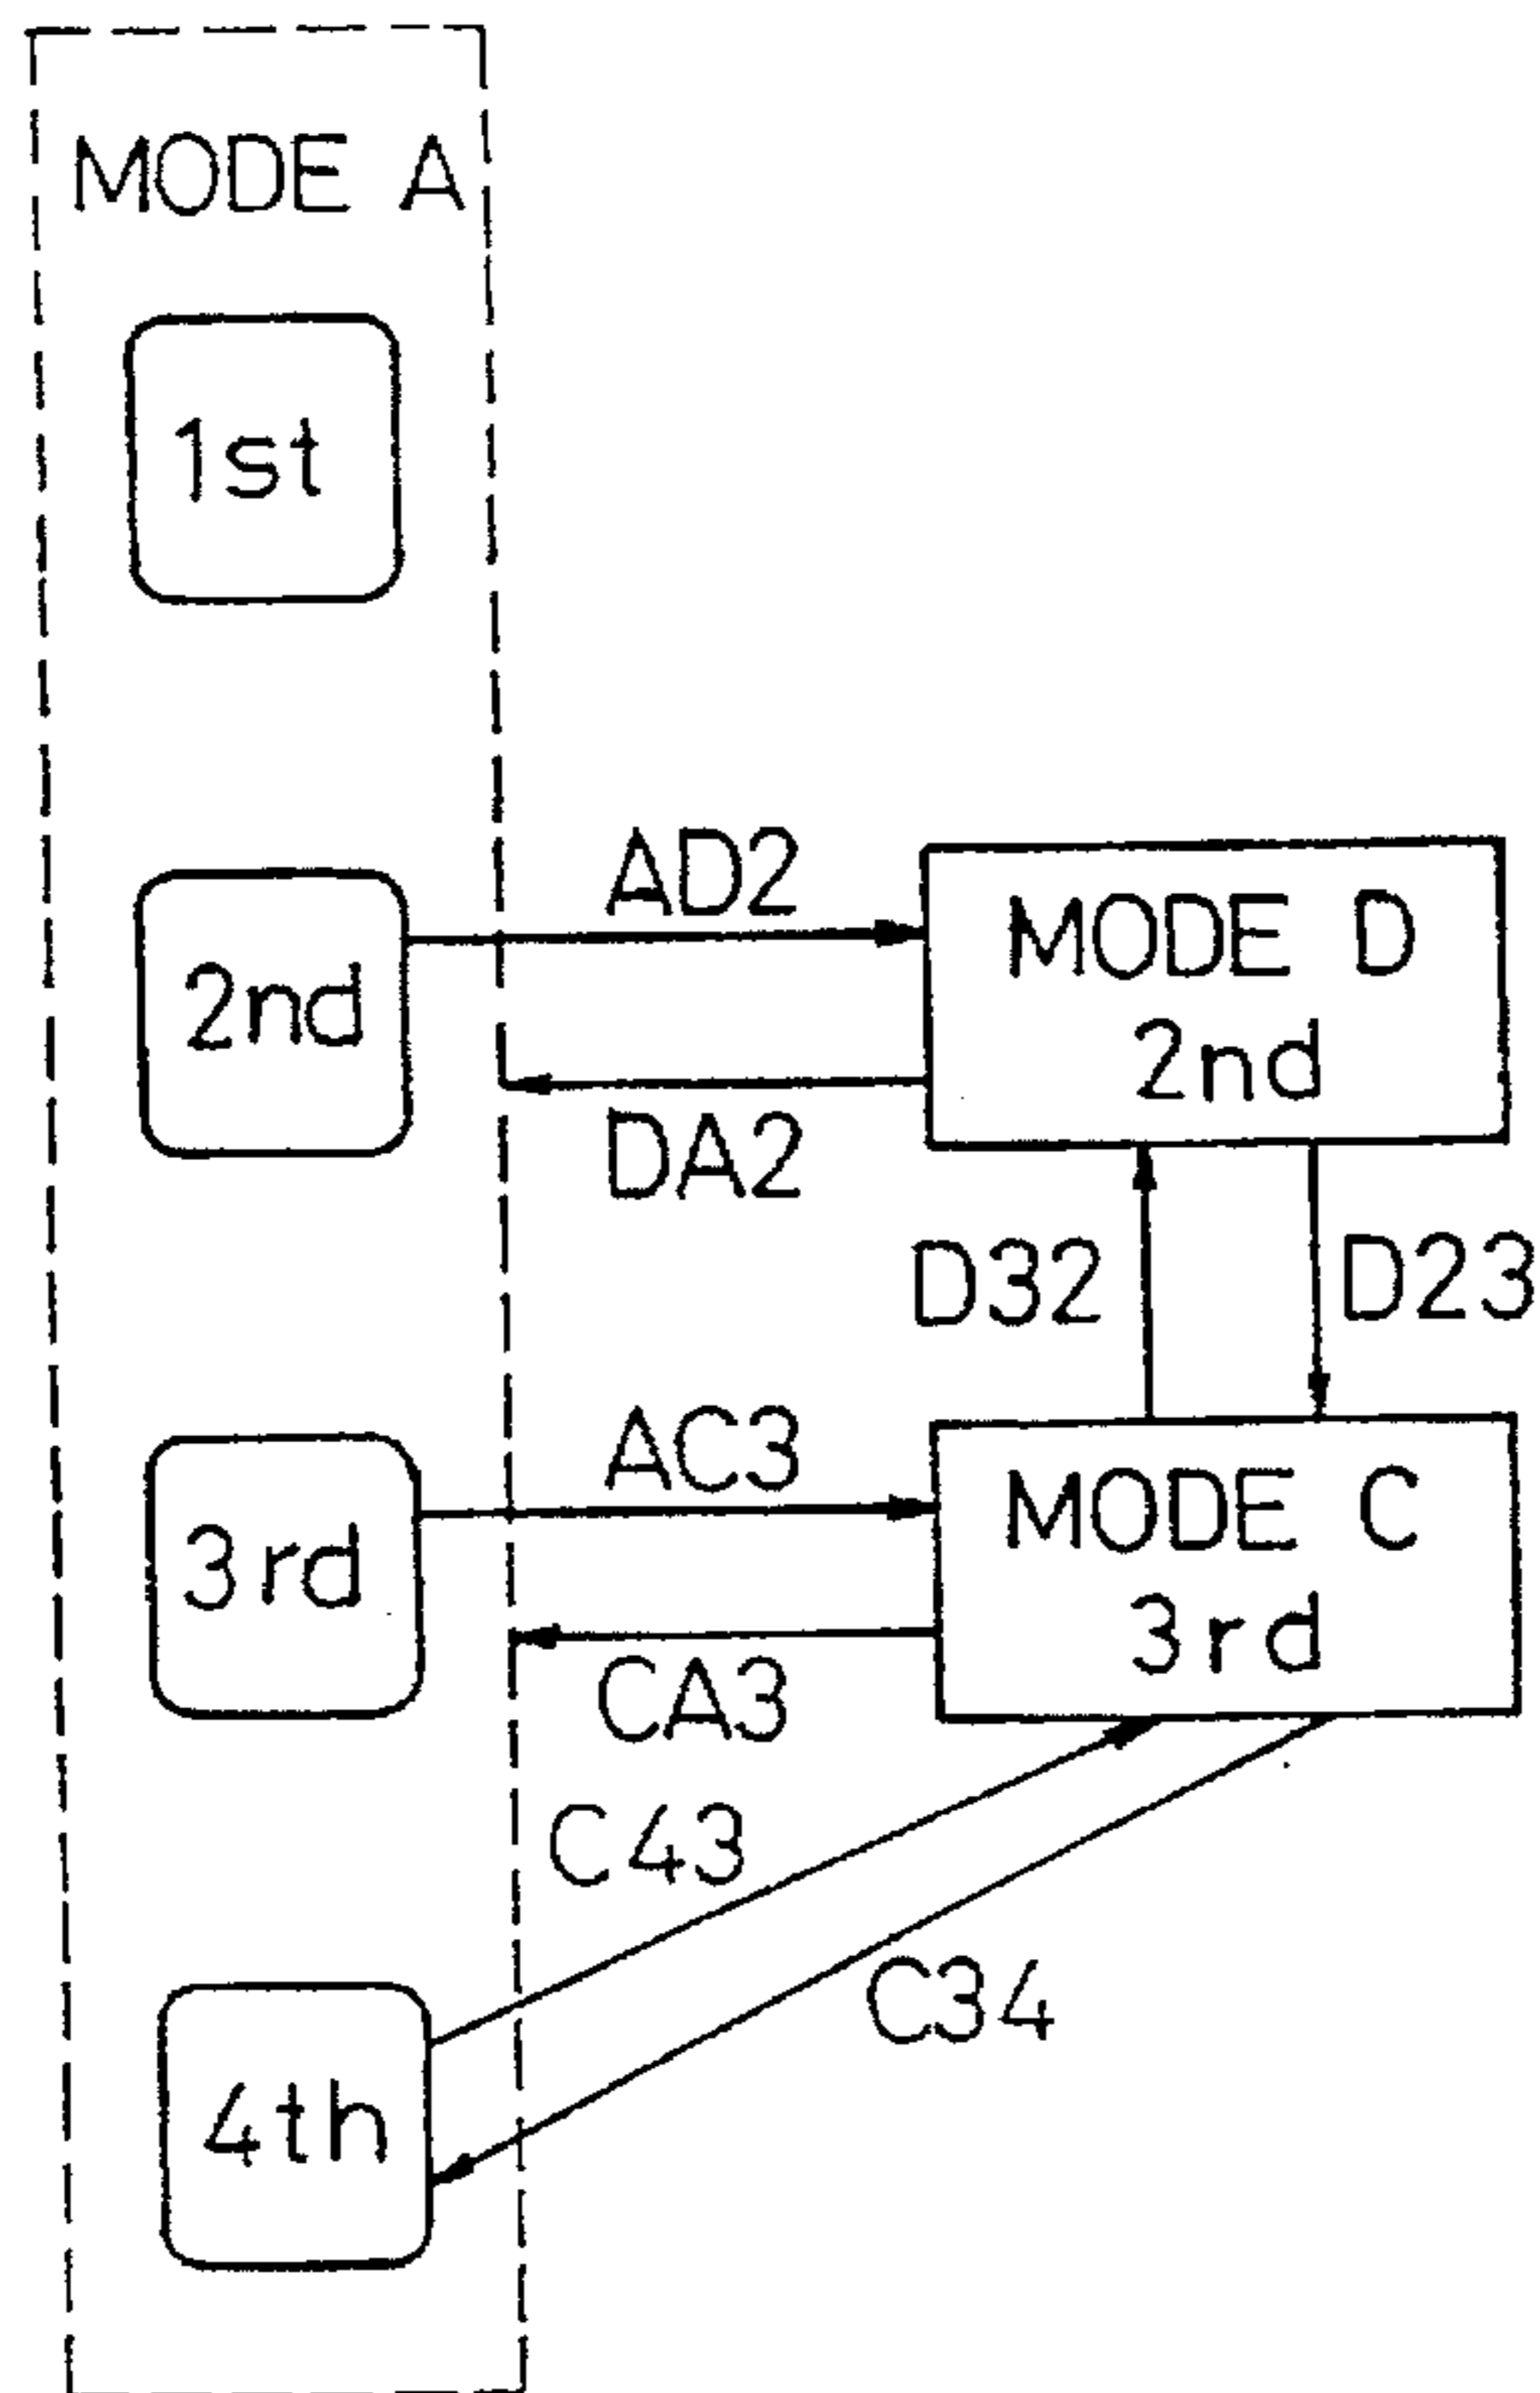 MODE A
1st
AD2
MODE D
2nd
2nd
DA2
D32
D23
AC3
MODE C
3rd
3rd
CA3
C43
C34
4th